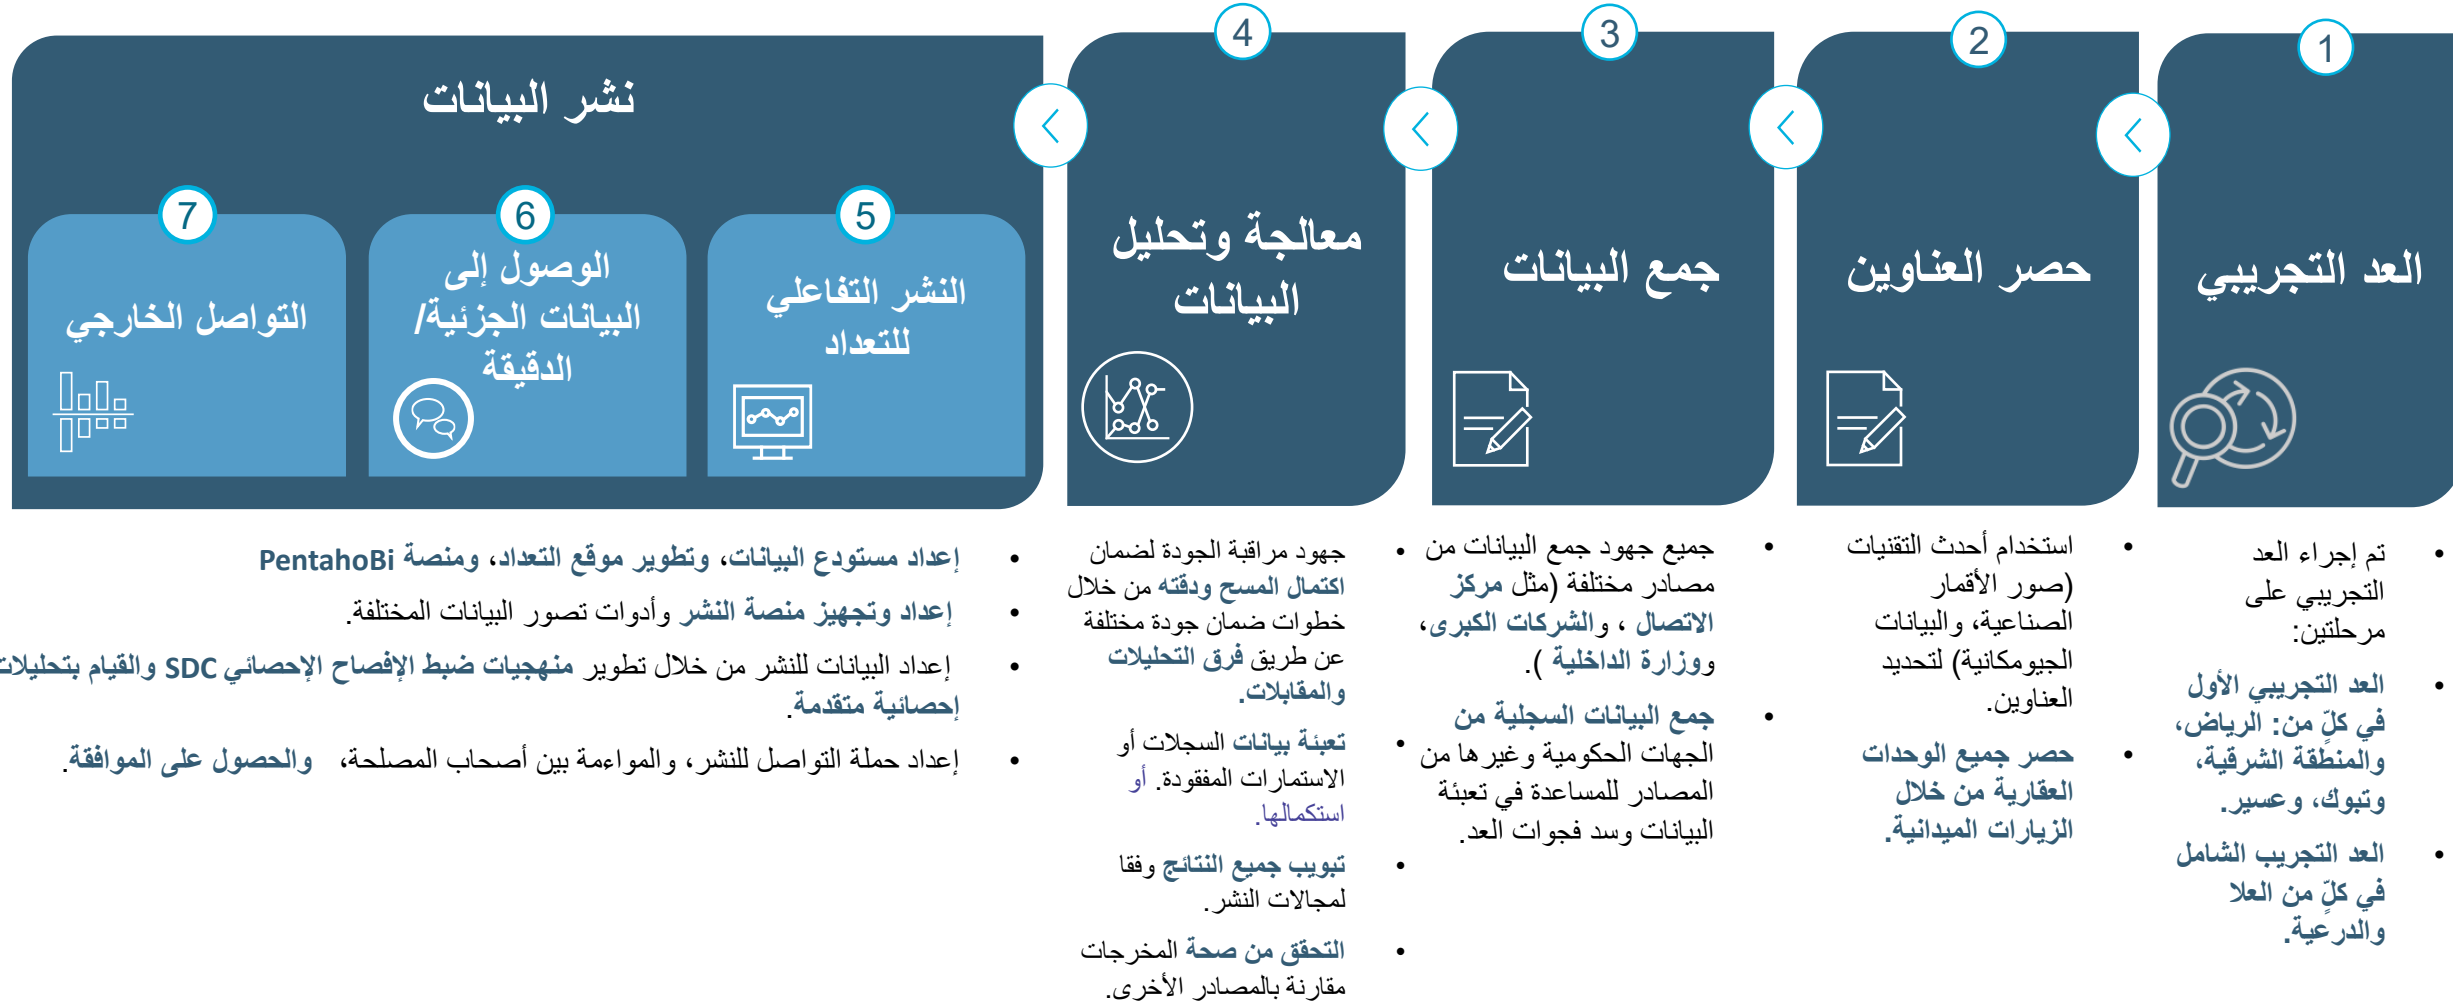 1
العد التجريبي
2
حصر العناوين
3
جمع البيانات
4
معالجة وتحليل
البيانات
نشر البيانات
5
النشر التفاعلي
للتعداد
6
الوصول إلى
البيانات الجزئية/
الدقيقة
7
التواصل الخارجي
• تم إجراء العد
التجريبي على
مرحلتين:
• العد التجريبي الأول
في كلٍّ من: الرياض،
والمنطقة الشرقية،
وتبوك، وعسير.
• العد التجريب الشامل
في كلٍّ من العلا
والدرعية.
• استخدام أحدث التقنيات
(صور الأقمار
الصناعية، والبيانات
الجيومكانية) لتحديد
العناوين.
• حصر جميع الوحدات
العقارية من خلال
الزيارات الميدانية.
• جميع جهود جمع البيانات من
مصادر مختلفة (مثل مركز
الاتصال ، والشركات الكبرى،
ووزارة الداخلية ).
• جمع البيانات السجلية من
الجهات الحكومية وغيرها من
المصادر للمساعدة في تعبئة
البيانات وسد فجوات العد.
• جهود مراقبة الجودة لضمان
اكتمال المسح ودقته من خلال
خطوات ضمان جودة مختلفة
عن طريق فرق التحليلات
والمقابلات.
• تعبئة بيانات السجلات أو
الاستمارات المفقودة. أو
استكمالها.
• تبويب جميع النتائج وفقا
لمجالات النشر.
• التحقق من صحة المخرجات
مقارنة بالمصادر الأخرى.
• إعداد مستودع البيانات، وتطوير موقع التعداد، ومنصة PentahoBi
• إعداد وتجهيز منصة النشر وأدوات تصور البيانات المختلفة.
• إعداد البيانات للنشر من خلال تطوير منهجيات ضبط الإفصاح الإحصائي SDC والقيام بتحليلات
إحصائية متقدمة.
• إعداد حملة التواصل للنشر، والمواءمة بين أصحاب المصلحة، والحصول على الموافقة.